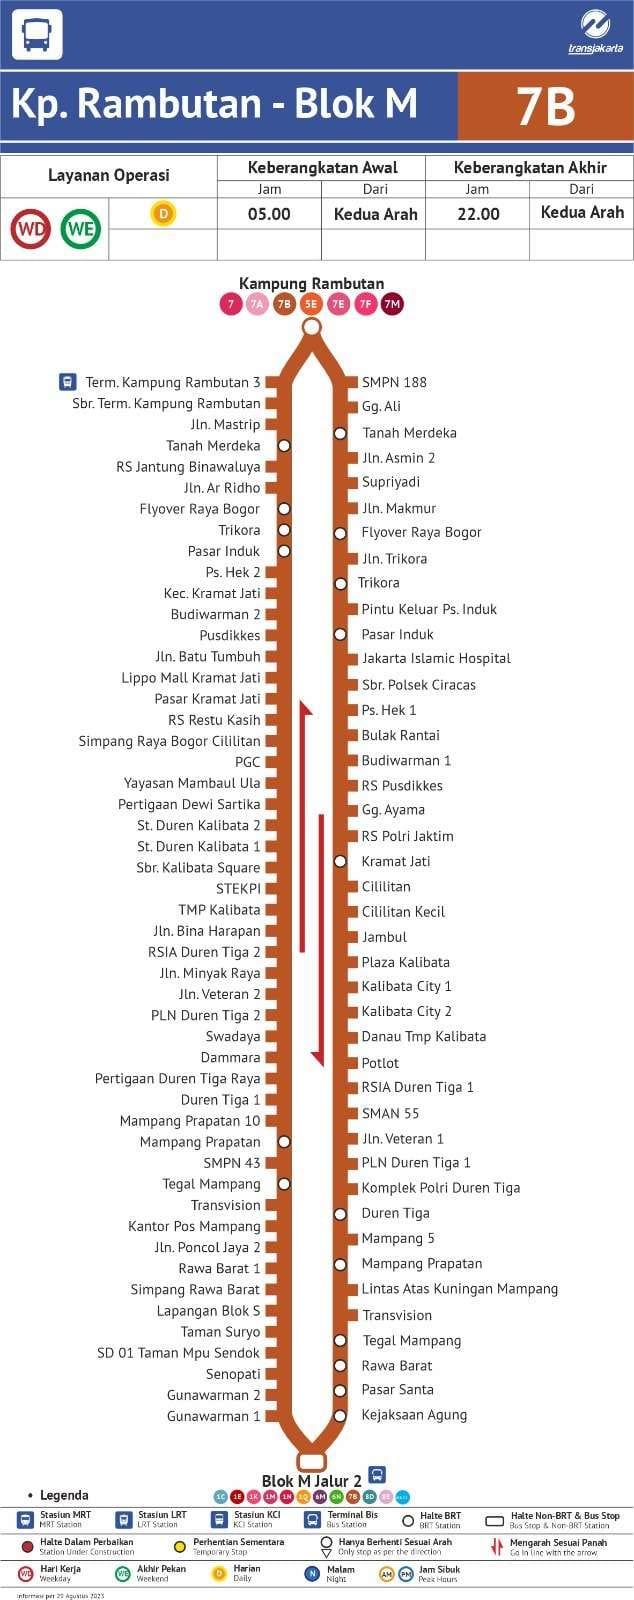 transjakarta
Kp. Rambutan - Blok M
7B
Layanan Operasi
Keberangkatan Awal
Keberangkatan Akhir
Jam
Dari
Jam
Dari
WD
WE
D
05.00
Kedua Arah
22.00
Kedua Arah
Kampung Rambutan
7 7A 7B 5E 7E 7F 7M
Term. Kampung Rambutan 3
Sbr. Term. Kampung Rambutan
Jln. Mastrip
Tanah Merdeka
RS Jantung Binawaluya
Jln. Ar Ridho
Flyover Raya Bogor
Trikora
Pasar Induk
Ps. Hek 2
Kec. Kramat Jati
Budiwarman 2
Pusdikkes
Jln. Batu Tumbuh
Lippo Mall Kramat Jati
Pasar Kramat Jati
RS Restu Kasih
Simpang Raya Bogor Cililitan
PGC
Yayasan Mambaul Ula
Pertigaan Dewi Sartika
St. Duren Kalibata 2
St. Duren Kalibata 1
Sbr. Kalibata Square
STEKPI
TMP Kalibata
Jln. Bina Harapan
RSIA Duren Tiga 2
Jln. Minyak Raya
Jln. Veteran 2
PLN Duren Tiga 2
Swadaya
Dammara
Pertigaan Duren Tiga Raya
Duren Tiga 1
Mampang Prapatan 10
Mampang Prapatan
SMPN 43
Tegal Mampang
Transvision
Kantor Pos Mampang
Jln. Poncol Jaya 2
Rawa Barat 1
Simpang Rawa Barat
Lapangan Blok S
Taman Suryo
SD 01 Taman Mpu Sendok
Senopati
Gunawarman 2
Gunawarman 1
SMPN 188
Gg. Ali
Tanah Merdeka
Jln. Asmin 2
Supriyadi
Jln. Makmur
Flyover Raya Bogor
Jln. Trikora
Trikora
Pintu Keluar Ps. Induk
Pasar Induk
Jakarta Islamic Hospital
Sbr. Polsek Ciracas
Ps. Hek 1
Bulak Rantai
Budiwarman 1
RS Pusdikkes
Gg. Ayama
RS Polri Jaktim
Kramat Jati
Cililitan
Cililitan Kecil
Jambul
Plaza Kalibata
Kalibata City 1
Kalibata City 2
Danau Tmp Kalibata
Potlot
RSIA Duren Tiga 1
SMAN 55
Jln. Veteran 1
PLN Duren Tiga 1
Komplek Polri Duren Tiga
Duren Tiga
Mampang 5
Mampang Prapatan
Lintas Atas Kuningan Mampang
Transvision
Tegal Mampang
Rawa Barat
Pasar Santa
Kejaksaan Agung
Blok M Jalur 2
1C 1E 1K 1M 1N 1Q 6M 6N 7B 8D 8E
• Legenda
Stasiun MRT
MRT Station
Stasiun LRT
LRT Station
Stasiun KCI
KCI Station
Terminal Bis
Bus Station
Halte BRT
BRT Station
Halte Non-BRT & Bus Stop
Bus Stop & Non-BRT Station
Halte Dalam Perbaikan
Station Under Construction
Perhentian Sementara
Temporary Stop
Hanya Berhenti Sesuai Arah
Only stop as per the direction
Mengarah Sesuai Panah
Go in line with the arrow
WD
Hari Kerja
Weekday
WE
Akhir Pekan
Weekend
D
Harian
Daily
N
Malam
Night
AM PM
Jam Sibuk
Peak Hours
Informasi per 29 Agustus 2023